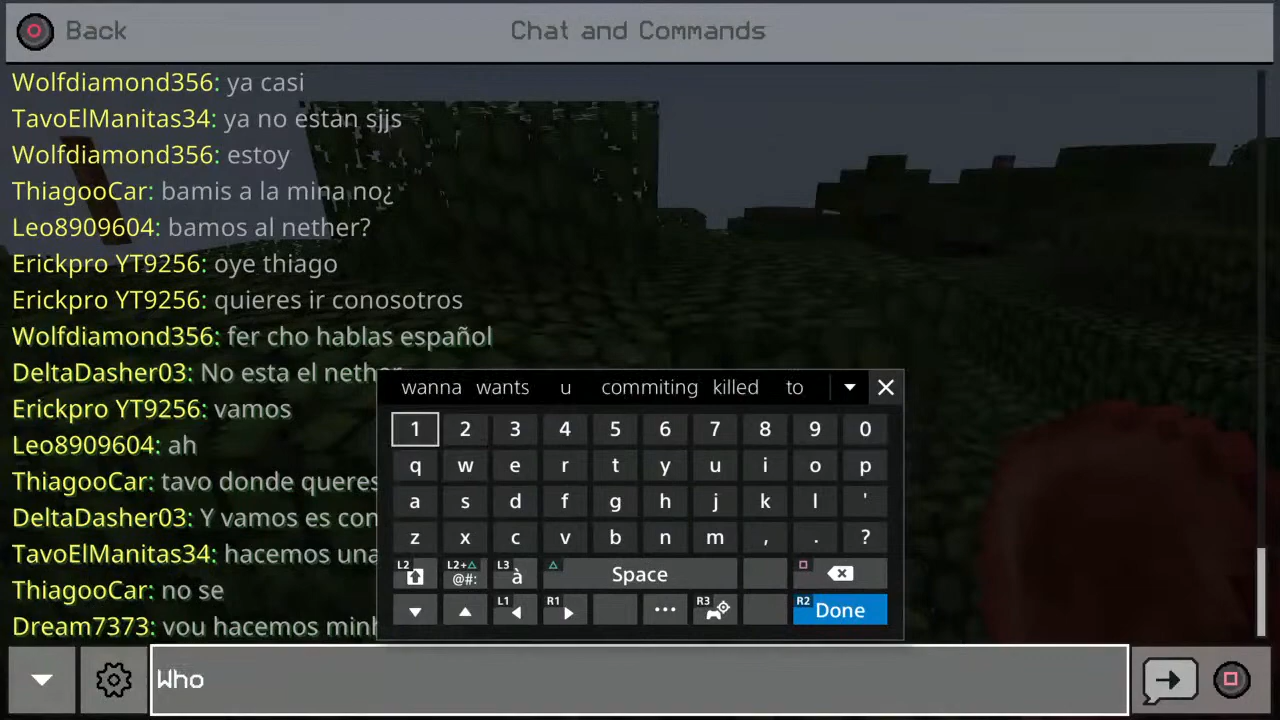 Back
Chat and Commands
Wolfdiamond356: ya casi
TavoElManitas34: ya no estan sjjs
Wolfdiamond356: estoy
ThiagooCar: bamis a la mina no¿
Leo8909604: bamos al nether?
Erickpro YT9256: oye thiago
Erickpro YT9256: quieres ir conosotros
Wolfdiamond356: fer cho hablas español
DeltaDasher03: No esta el nether
Erickpro YT9256: vamos
Leo8909604: ah
ThiagooCar: tavo donde queres
DeltaDasher03: Y vamos es con
TavoElManitas34: hacemos una
ThiagooCar: no se
Dream7373: vou hacemos
wanna wants u commiting killed to
1 2 3 4 5 6 7 8 9 0
q w e r t y u i o p
a s d f g h j k l '
z x c v b n m , . ?
L2 L2+△ @#: L3 à Space
L1 R1 ... R3 R2 Done
Who